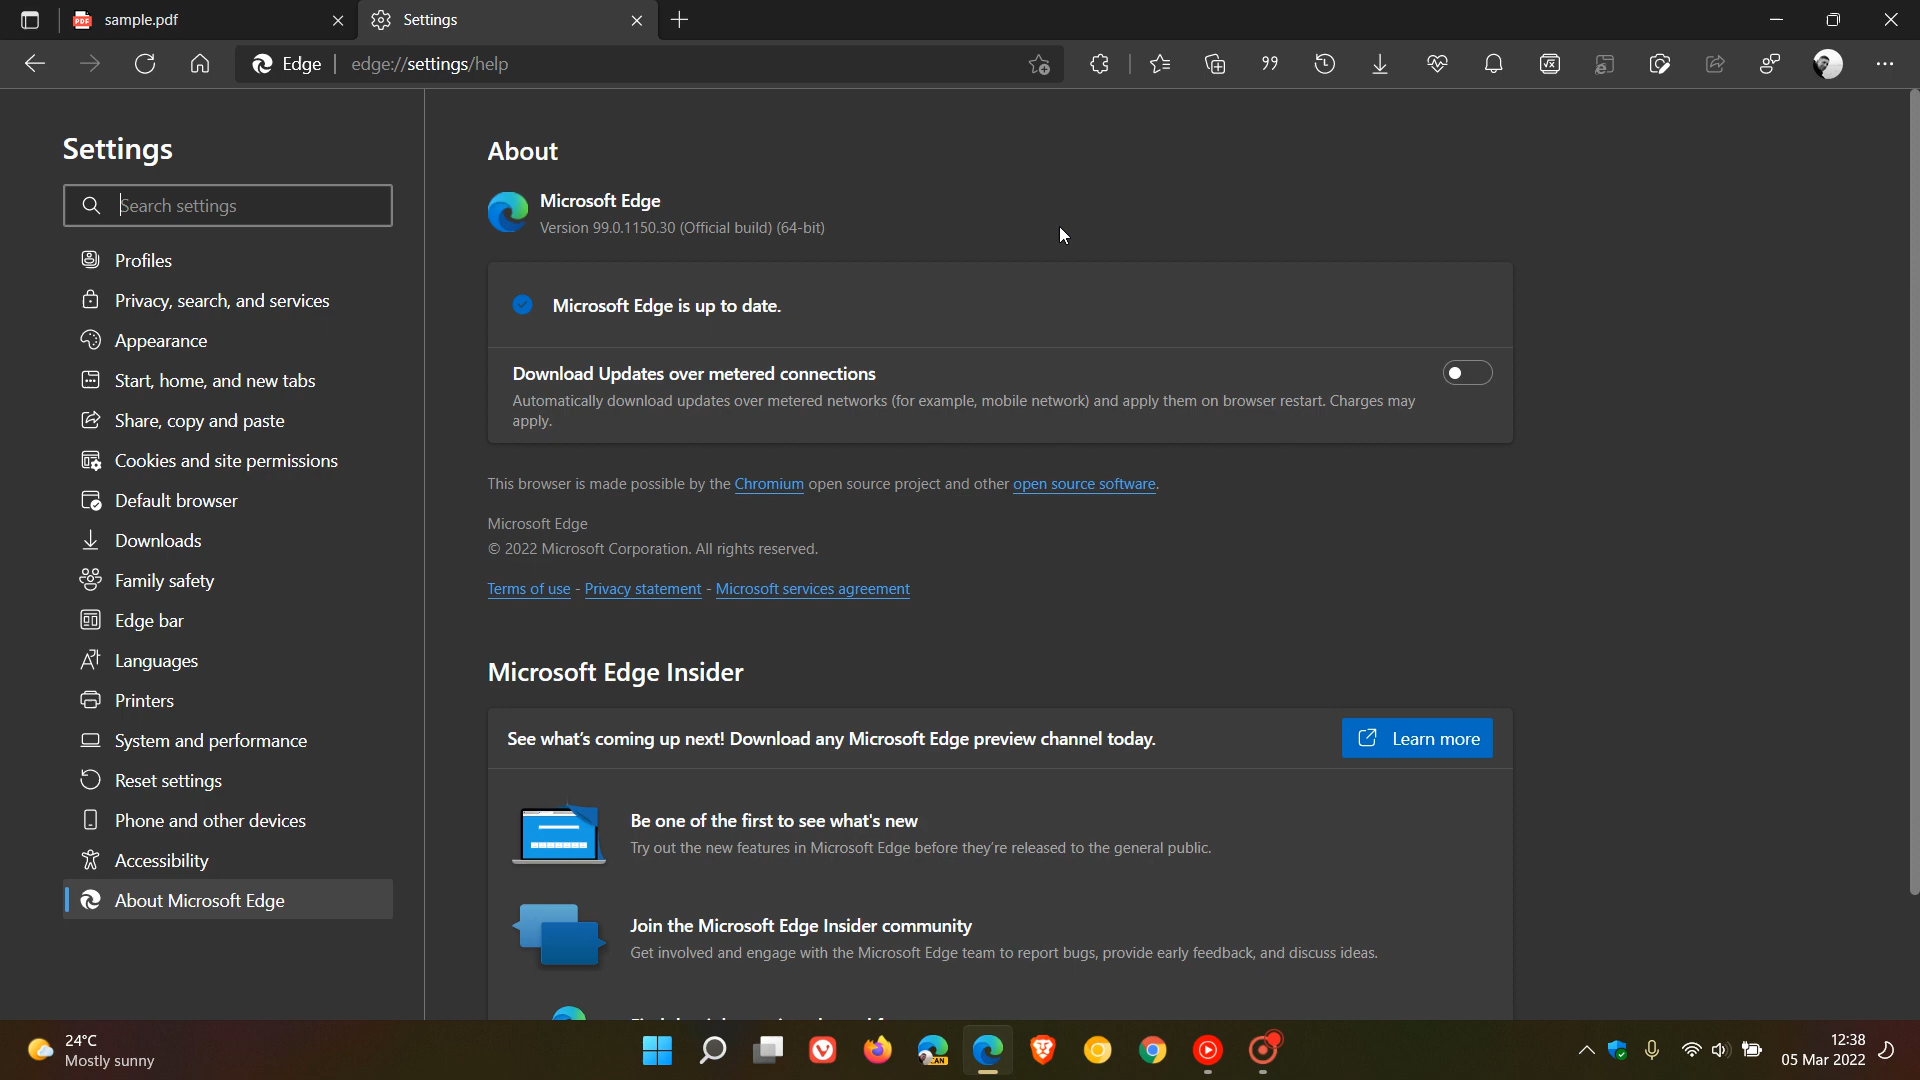 sample.pdf
Settings
Edge
edge://settings/help
Settings
Search settings
Profiles
Privacy, search, and services
Appearance
Start, home, and new tabs
Share, copy and paste
Cookies and site permissions
Default browser
Downloads
Family safety
Edge bar
Languages
Printers
System and performance
Reset settings
Phone and other devices
Accessibility
About Microsoft Edge
About
Microsoft Edge
Version 99.0.1150.30 (Official build) (64-bit)
Microsoft Edge is up to date.
Download Updates over metered connections
Automatically download updates over metered networks (for example, mobile network) and apply them on browser restart. Charges may
apply.
This browser is made possible by the Chromium open source project and other open source software.
Microsoft Edge
© 2022 Microsoft Corporation. All rights reserved.
Terms of use - Privacy statement - Microsoft services agreement
Microsoft Edge Insider
See what's coming up next! Download any Microsoft Edge preview channel today.
Learn more
Be one of the first to see what's new
Try out the new features in Microsoft Edge before they're released to the general public.
Join the Microsoft Edge Insider community
Get involved and engage with the Microsoft Edge team to report bugs, provide early feedback, and discuss ideas.
24°C
Mostly sunny
CAN
12:38
05 Mar 2022